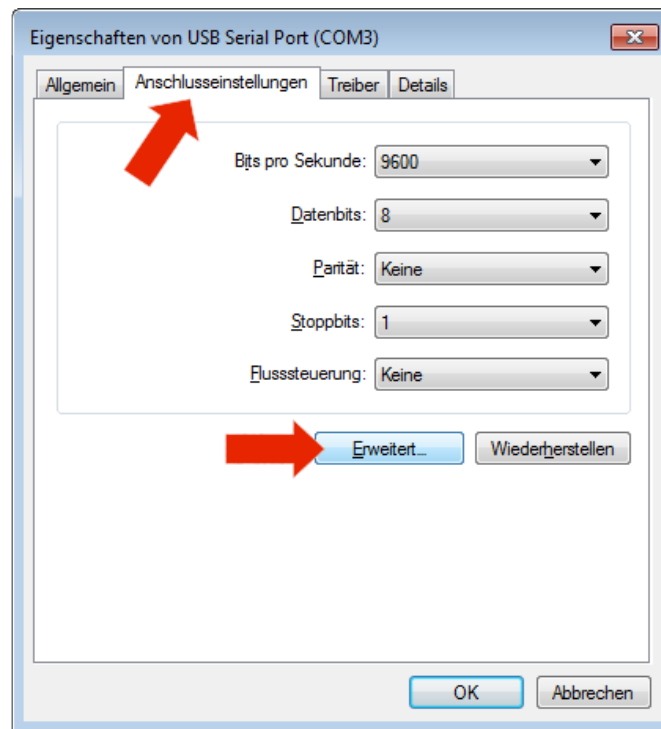 Eigenschaften von USB Serial Port (COM3)
Allgemein Anschlusseinstellungen Treiber Details
Bits pro Sekunde: 9600
Datenbits: 8
Parität: Keine
Stoppbits: 1
Flusssteuerung: Keine
Erweitert... Wiederherstellen
OK Abbrechen